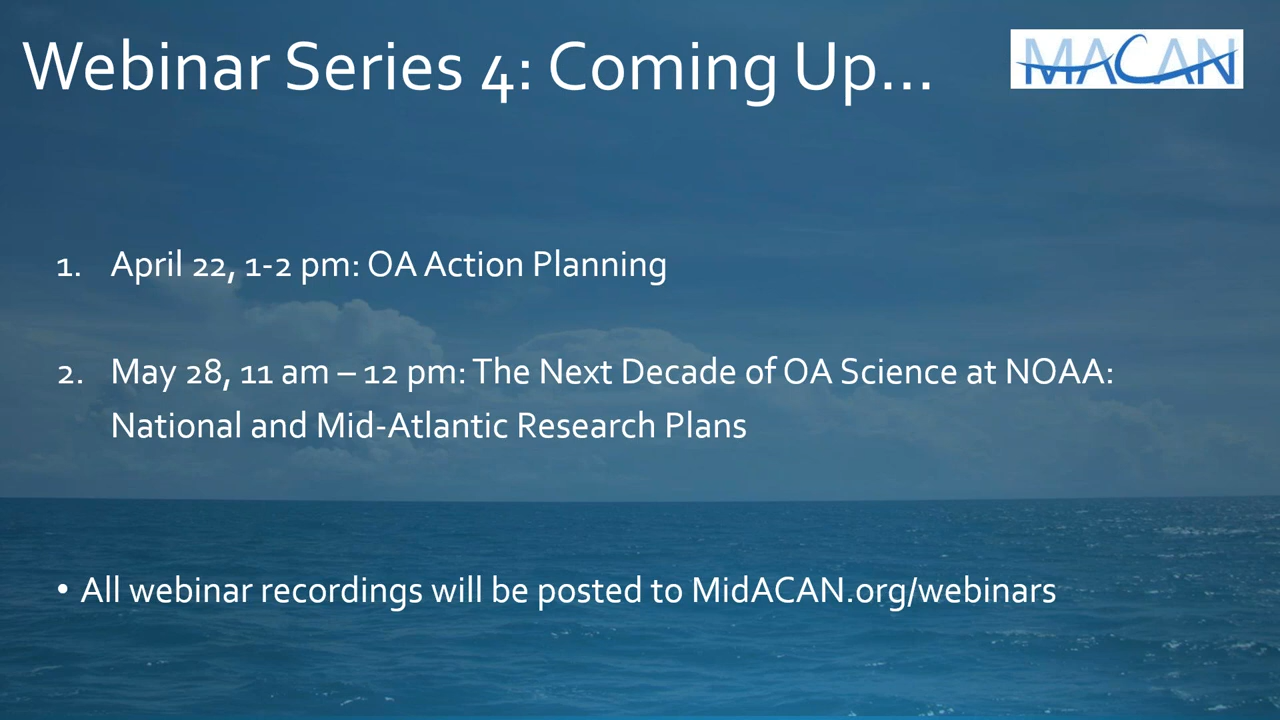 Webinar Series 4: Coming Up...
MACAN
1. April 22, 1-2 pm: OA Action Planning
2. May 28, 11 am – 12 pm: The Next Decade of OA Science at NOAA:
National and Mid-Atlantic Research Plans
• All webinar recordings will be posted to MidACAN.org/webinars